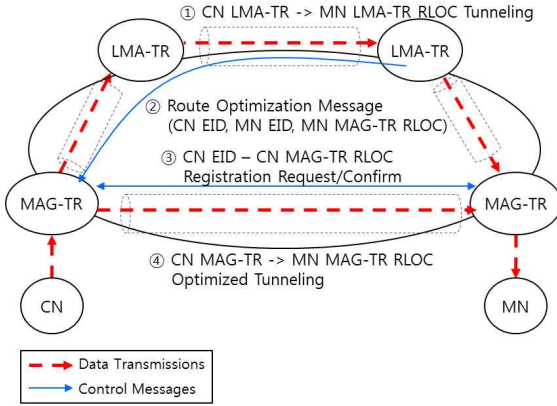 ① CN LMA-TR -> MN LMA-TR RLOC Tunneling
LMA-TR
LMA-TR
② Route Optimization Message
(CN EID, MN EID, MN MAG-TR RLOC)
③ CN EID – CN MAG-TR RLOC
Registration Request/Confirm
MAG-TR
MAG-TR
④ CN MAG-TR -> MN MAG-TR RLOC
Optimized Tunneling
CN
MN
Data Transmissions
Control Messages